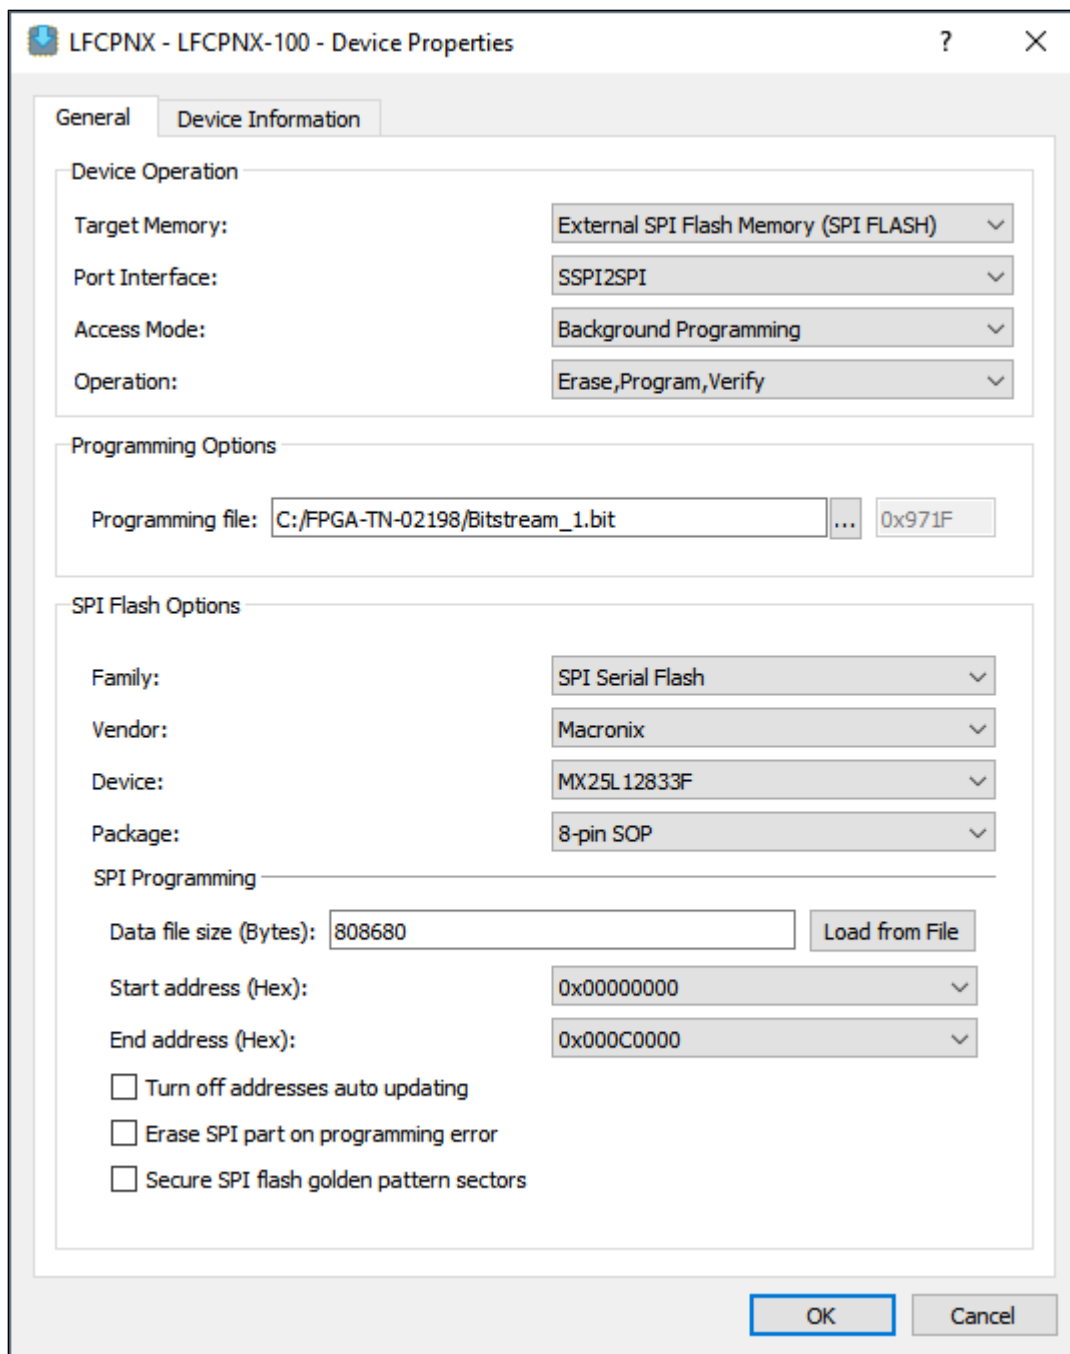 LFCPNX - LFCPNX-100 - Device Properties ? ×
General Device Information
Device Operation
Target Memory: External SPI Flash Memory (SPI FLASH)
Port Interface: SSPI2SPI
Access Mode: Background Programming
Operation: Erase,Program,Verify
Programming Options
Programming file: C:/FPGA-TN-02198/Bitstream_1.bit ... 0x971F
SPI Flash Options
Family: SPI Serial Flash
Vendor: Macronix
Device: MX25L12833F
Package: 8-pin SOP
SPI Programming
Data file size (Bytes): 808680 Load from File
Start address (Hex): 0x00000000
End address (Hex): 0x000C0000
Turn off addresses auto updating
Erase SPI part on programming error
Secure SPI flash golden pattern sectors
OK Cancel